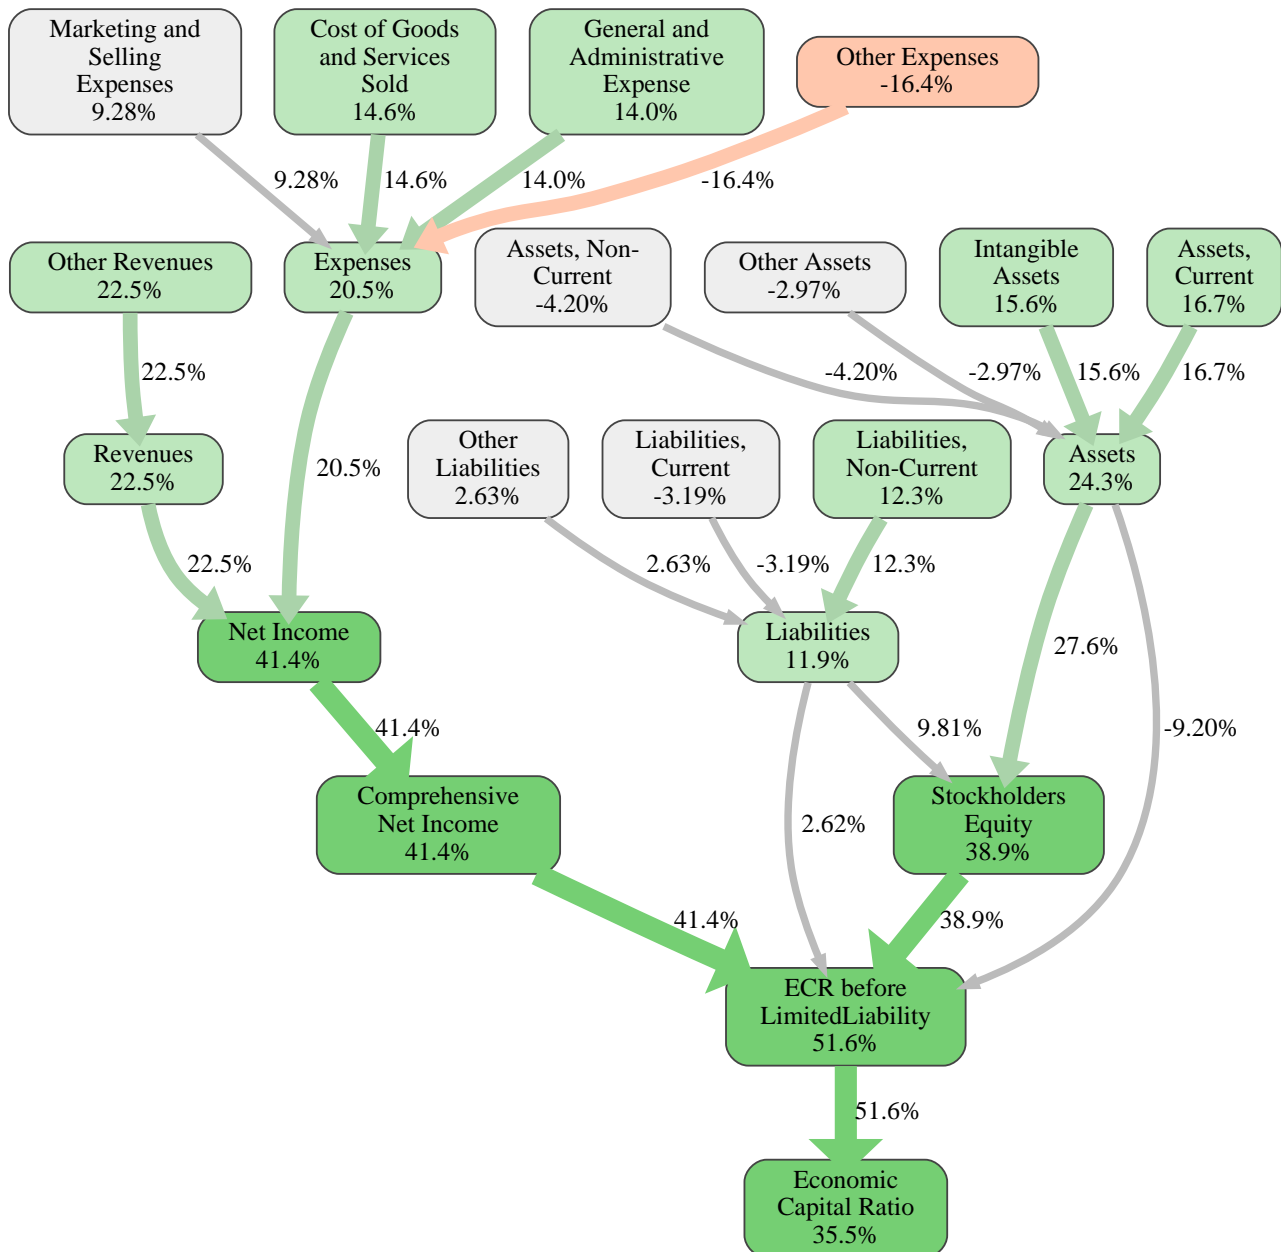 Marketing and
Selling
Expenses
9.28%
Cost of Goods
and Services
Sold
14.6%
General and
Administrative
Expense
14.0%
Other Expenses
-16.4%
9.28%
14.6%
14.0%
-16.4%
Other Revenues
22.5%
Expenses
20.5%
Assets, Non-
Current
-4.20%
Other Assets
-2.97%
Intangible
Assets
15.6%
Assets,
Current
16.7%
22.5%
-4.20%
-2.97%
15.6%
16.7%
Revenues
22.5%
20.5%
Other
Liabilities
2.63%
Liabilities,
Current
-3.19%
Liabilities,
Non-Current
12.3%
Assets
24.3%
22.5%
2.63%
-3.19%
12.3%
Net Income
41.4%
Liabilities
11.9%
27.6%
41.4%
9.81%
-9.20%
Comprehensive
Net Income
41.4%
2.62%
Stockholders
Equity
38.9%
41.4%
38.9%
ECR before
LimitedLiability
51.6%
51.6%
Economic
Capital Ratio
35.5%